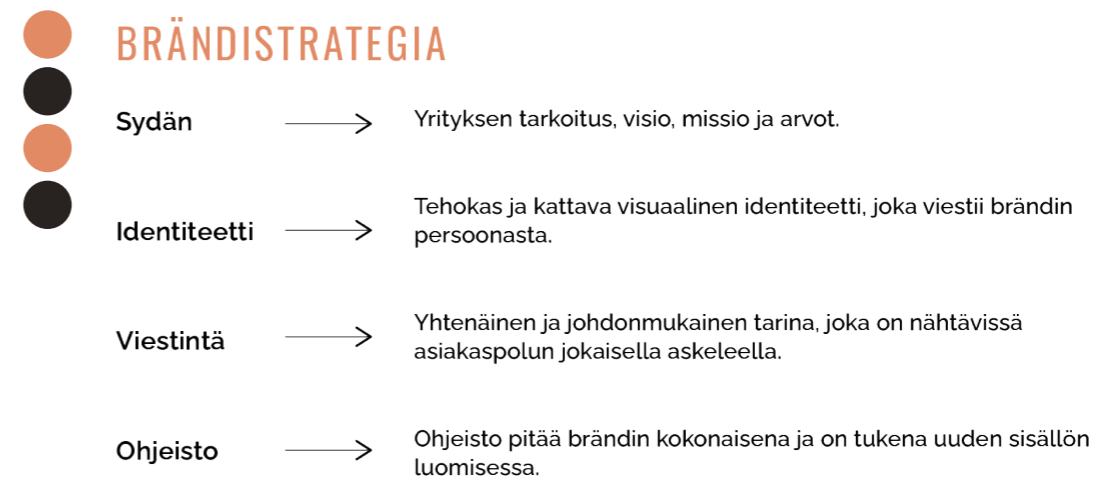 BRÄNDISTRATEGIA
Sydän
Yrityksen tarkoitus, visio, missio ja arvot.
Identiteetti
Tehokas ja kattava visuaalinen identiteetti, joka viestii brändin
persoonasta.
Viestintä
Yhtenäinen ja johdonmukainen tarina, joka on nähtävissä
asiakaspolun jokaisella askeleella.
Ohjeisto
Ohjeisto pitää brändin kokonaisena ja on tukena uuden sisällön
luomisessa.